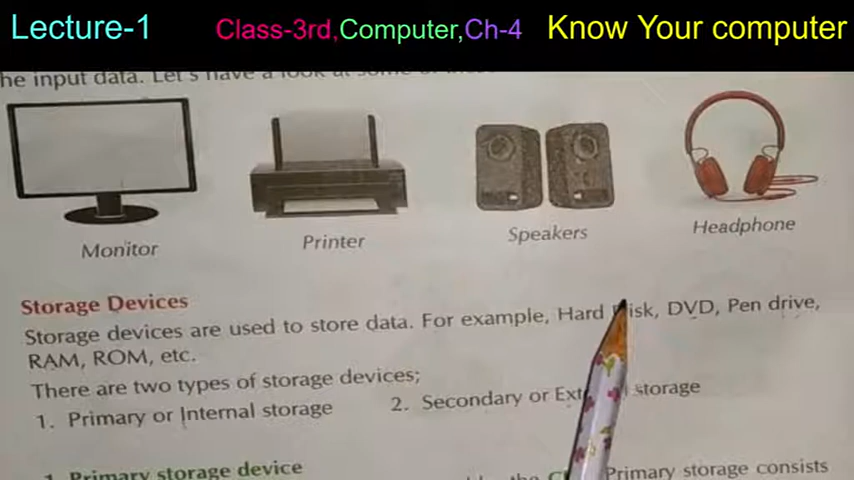 Lecture-1 Class-3rd,Computer,Ch-4 Know Your computer
the input data. Let's have a look at some of these
Monitor Printer Speakers Headphone
Storage Devices
Storage devices are used to store data. For example, Hard Disk, DVD, Pen drive,
RAM, ROM, etc.
There are two types of storage devices;
1. Primary or Internal storage 2. Secondary or External storage
1. Primary storage device
the Primary storage consists